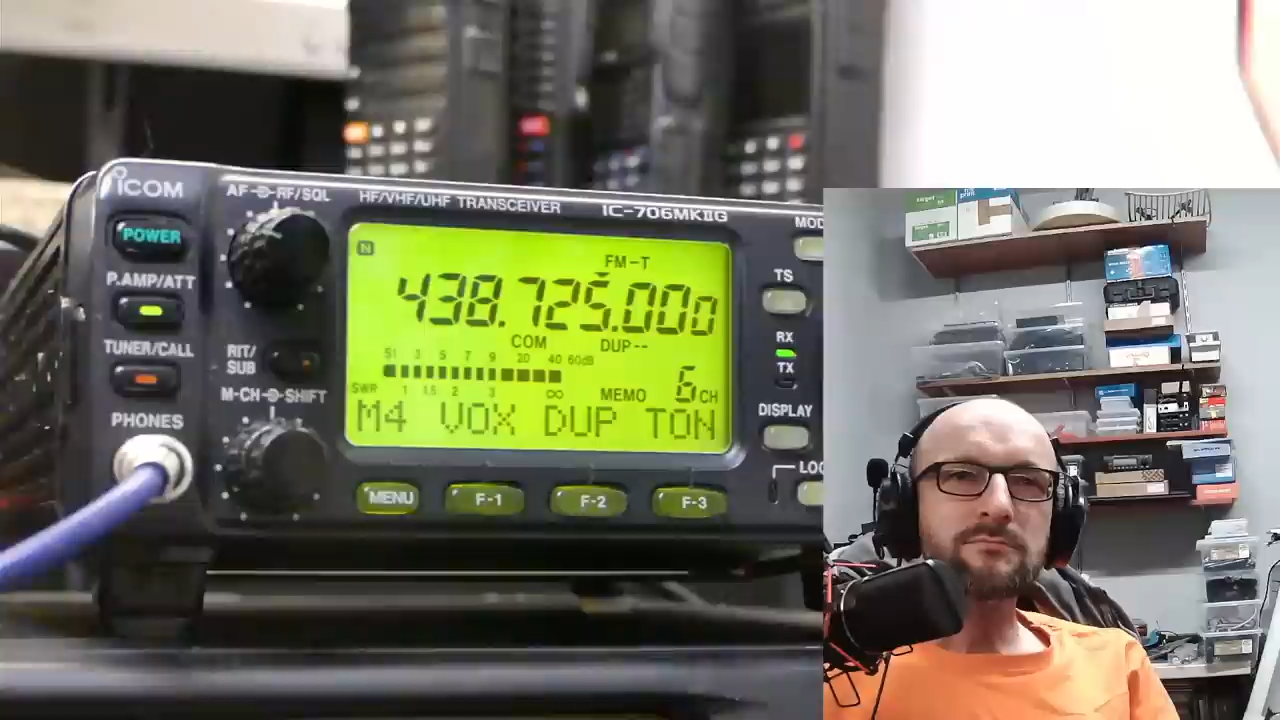 ICOM
AF RF/SQL
HF/VHF/UHF TRANSCEIVER
IC-706MKIIG
POWER
P.AMP/ATT
TUNER/CALL
PHONES
RIT/
SUB
M-CH SHIFT
N
FM-T
438.725.000
COM DUP--
S1 3 5 7 9 20 40 60dB
SWR 1 1.5 2 3 ∞ MEMO 6CH
M4 VOX DUP TON
MENU F-1 F-2 F-3
MOD
TS
RX
TX
DISPLAY
LOC